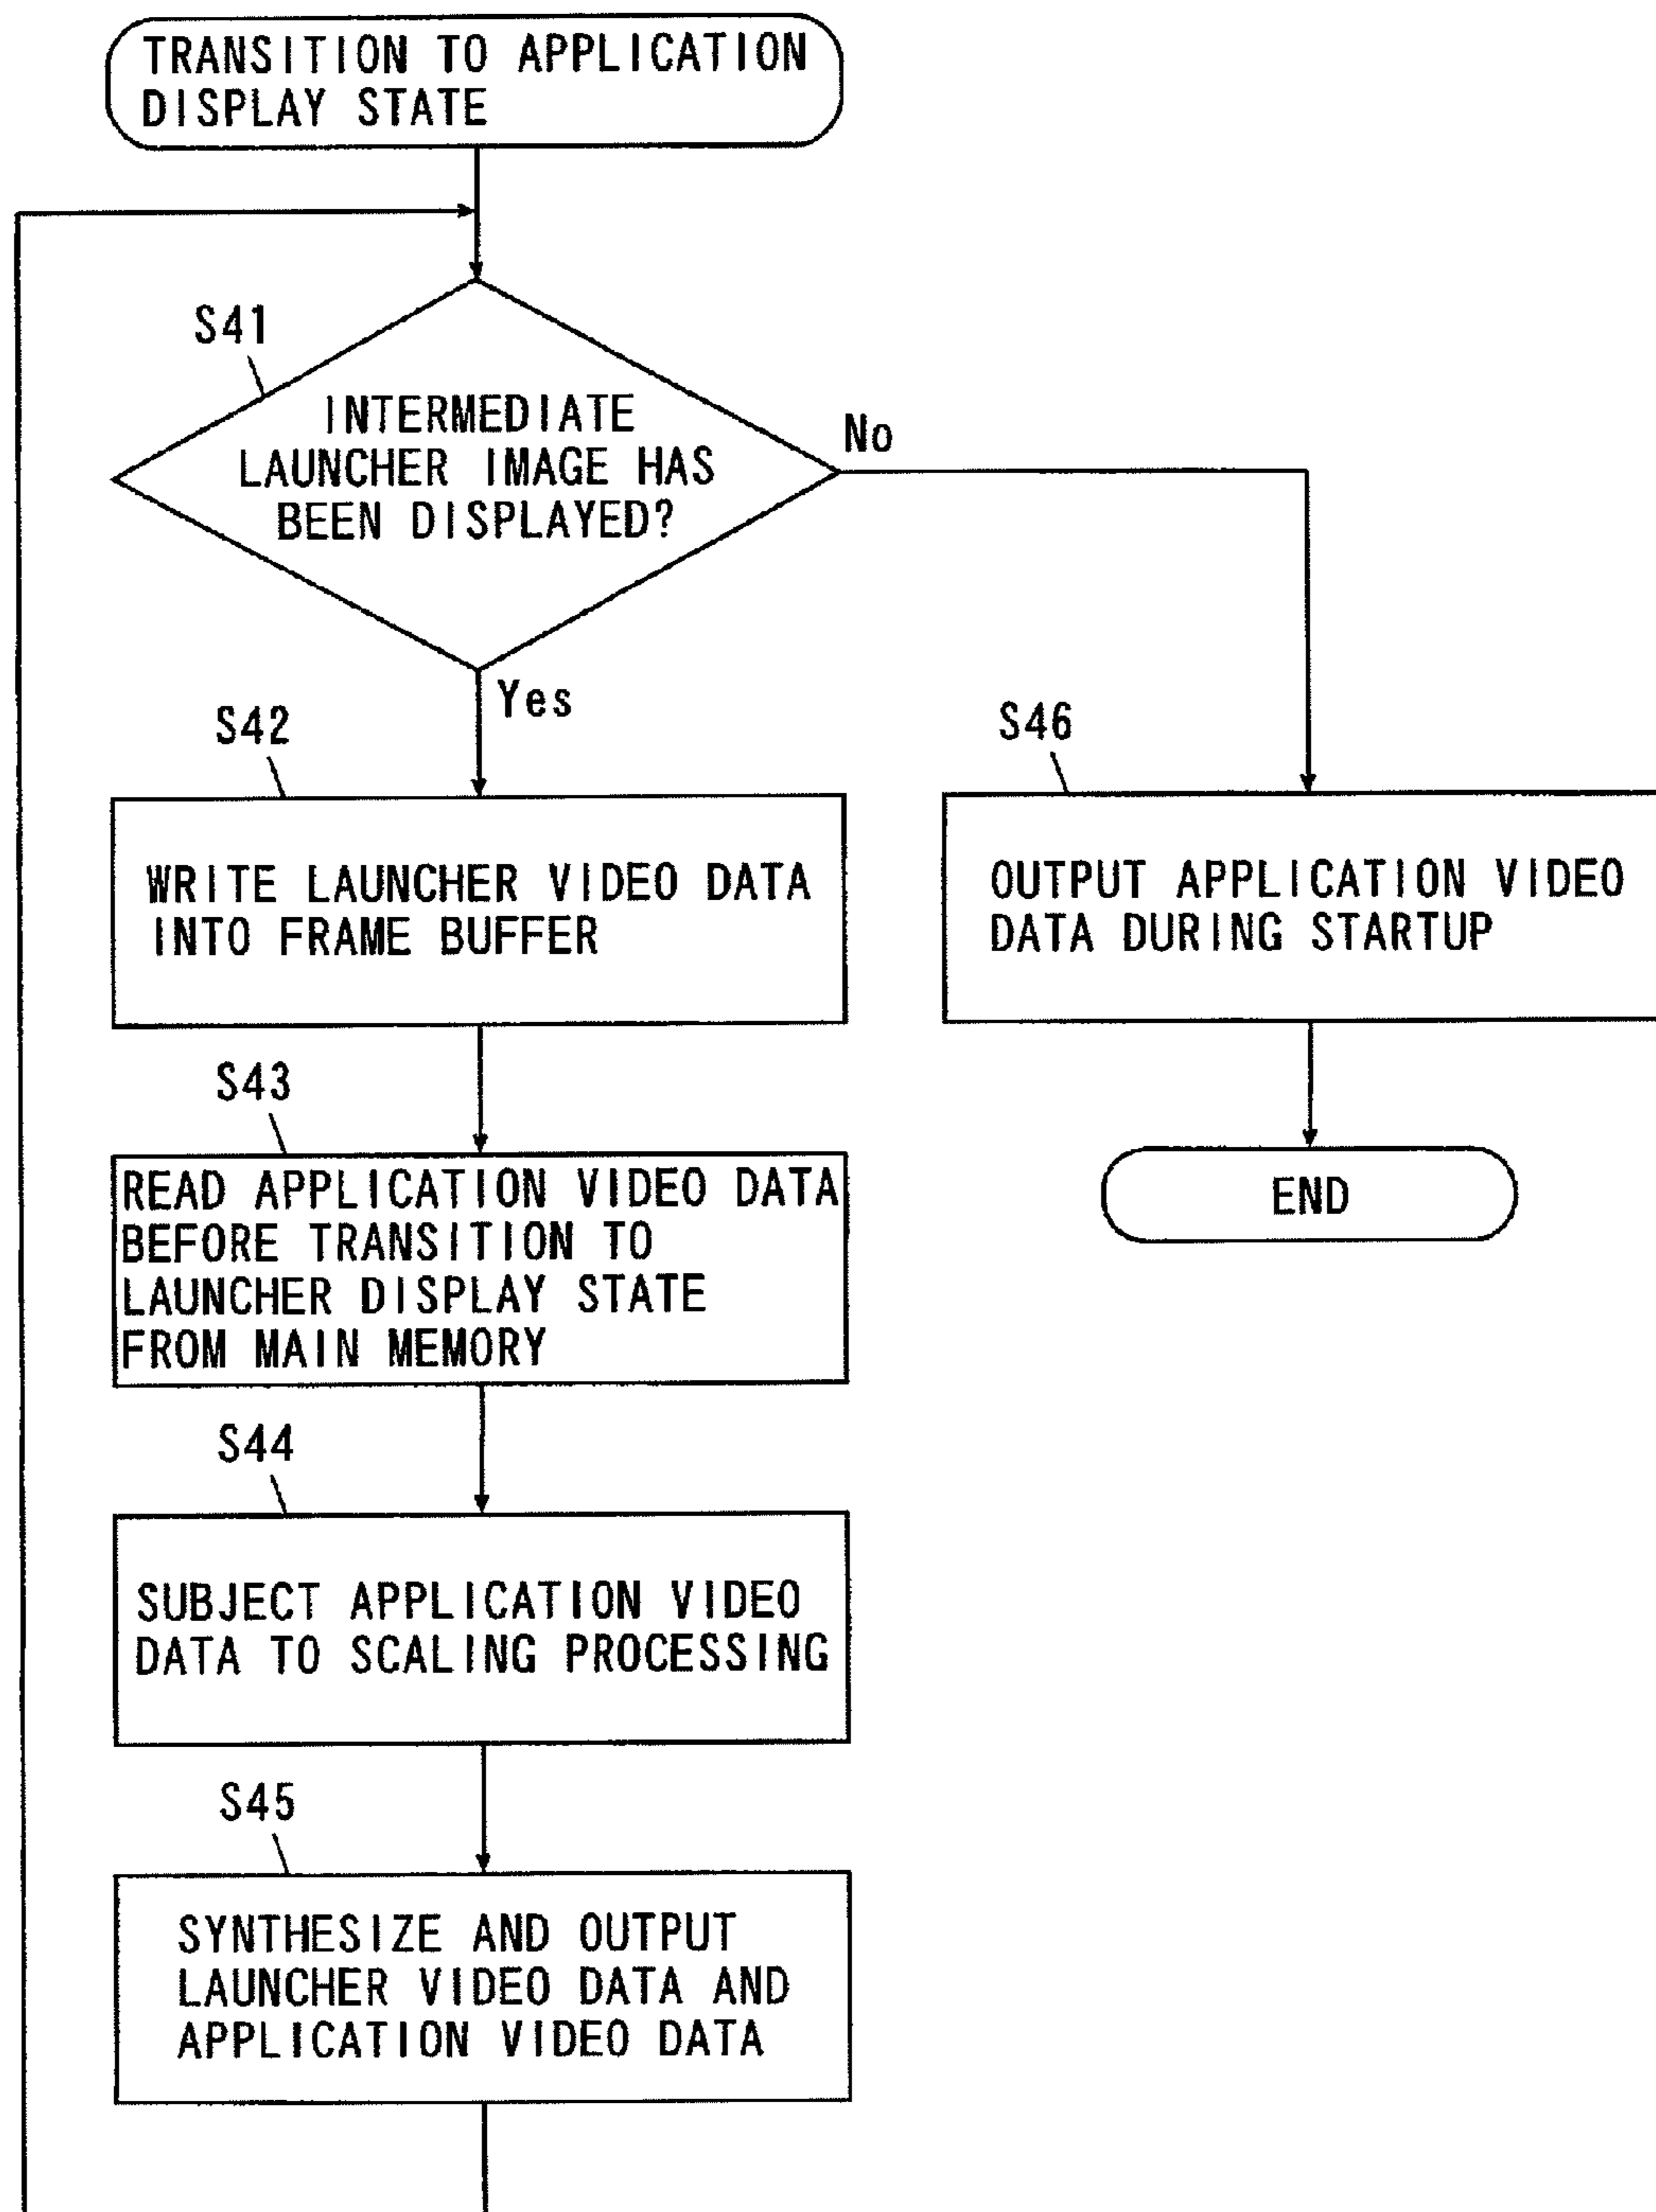 TRANSITION TO APPLICATION
DISPLAY STATE
S41
INTERMEDIATE
LAUNCHER IMAGE HAS
BEEN DISPLAYED?
No
Yes
S42
WRITE LAUNCHER VIDEO DATA
INTO FRAME BUFFER
S46
OUTPUT APPLICATION VIDEO
DATA DURING STARTUP
S43
READ APPLICATION VIDEO DATA
BEFORE TRANSITION TO
LAUNCHER DISPLAY STATE
FROM MAIN MEMORY
END
S44
SUBJECT APPLICATION VIDEO
DATA TO SCALING PROCESSING
S45
SYNTHESIZE AND OUTPUT
LAUNCHER VIDEO DATA AND
APPLICATION VIDEO DATA